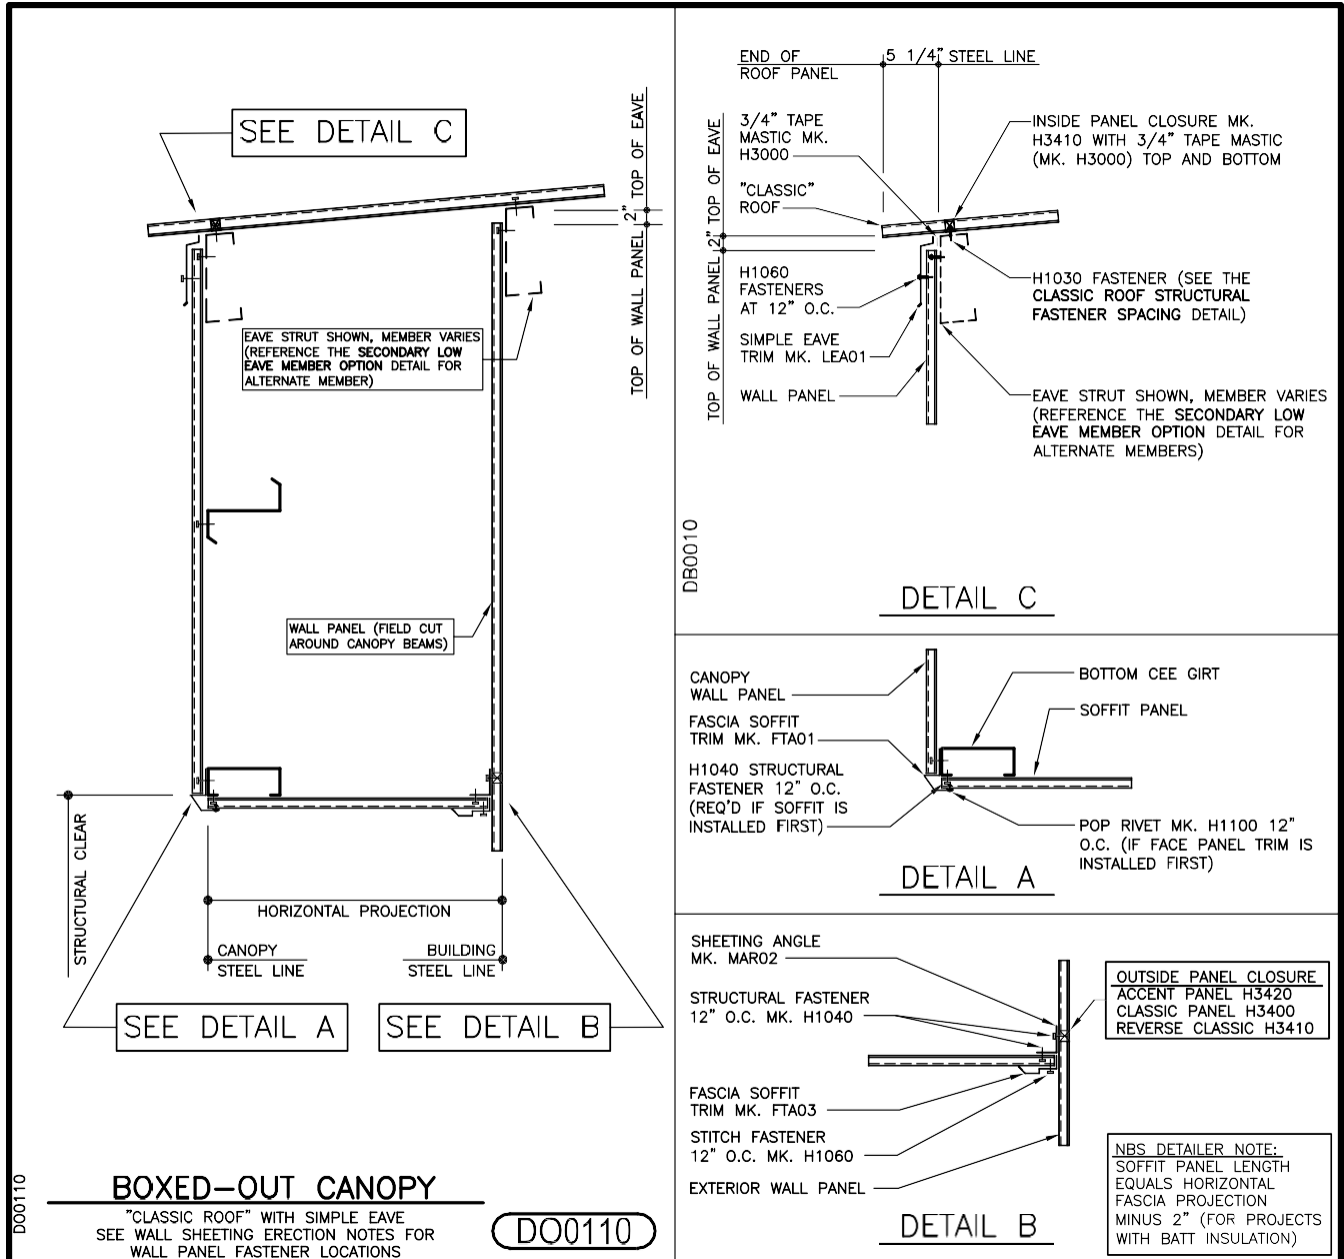 SEE DETAIL C
TOP OF WALL PANEL 2" TOP OF EAVE
EAVE STRUT SHOWN, MEMBER VARIES
(REFERENCE THE SECONDARY LOW
EAVE MEMBER OPTION DETAIL FOR
ALTERNATE MEMBER)
WALL PANEL (FIELD CUT
AROUND CANOPY BEAMS)
STRUCTURAL CLEAR
HORIZONTAL PROJECTION
CANOPY
STEEL LINE
BUILDING
STEEL LINE
SEE DETAIL A
SEE DETAIL B
DO0110
BOXED-OUT CANOPY
"CLASSIC ROOF" WITH SIMPLE EAVE
SEE WALL SHEETING ERECTION NOTES FOR
WALL PANEL FASTENER LOCATIONS
DO0110
END OF
ROOF PANEL
5 1/4" STEEL LINE
TOP OF WALL PANEL 2" TOP OF EAVE
3/4" TAPE
MASTIC MK.
H3000
"CLASSIC"
ROOF
H1060
FASTENERS
AT 12" O.C.
SIMPLE EAVE
TRIM MK. LEA01
WALL PANEL
INSIDE PANEL CLOSURE MK.
H3410 WITH 3/4" TAPE MASTIC
(MK. H3000) TOP AND BOTTOM
H1030 FASTENER (SEE THE
CLASSIC ROOF STRUCTURAL
FASTENER SPACING DETAIL)
EAVE STRUT SHOWN, MEMBER VARIES
(REFERENCE THE SECONDARY LOW
EAVE MEMBER OPTION DETAIL FOR
ALTERNATE MEMBERS)
DB0010
DETAIL C
CANOPY
WALL PANEL
FASCIA SOFFIT
TRIM MK. FTA01
H1040 STRUCTURAL
FASTENER 12" O.C.
(REQ'D IF SOFFIT IS
INSTALLED FIRST)
BOTTOM CEE GIRT
SOFFIT PANEL
POP RIVET MK. H1100 12"
O.C. (IF FACE PANEL TRIM IS
INSTALLED FIRST)
DETAIL A
SHEETING ANGLE
MK. MAR02
STRUCTURAL FASTENER
12" O.C. MK. H1040
FASCIA SOFFIT
TRIM MK. FTA03
STITCH FASTENER
12" O.C. MK. H1060
EXTERIOR WALL PANEL
OUTSIDE PANEL CLOSURE
ACCENT PANEL H3420
CLASSIC PANEL H3400
REVERSE CLASSIC H3410
DETAIL B
NBS DETAILER NOTE:
SOFFIT PANEL LENGTH
EQUALS HORIZONTAL
FASCIA PROJECTION
MINUS 2" (FOR PROJECTS
WITH BATT INSULATION)